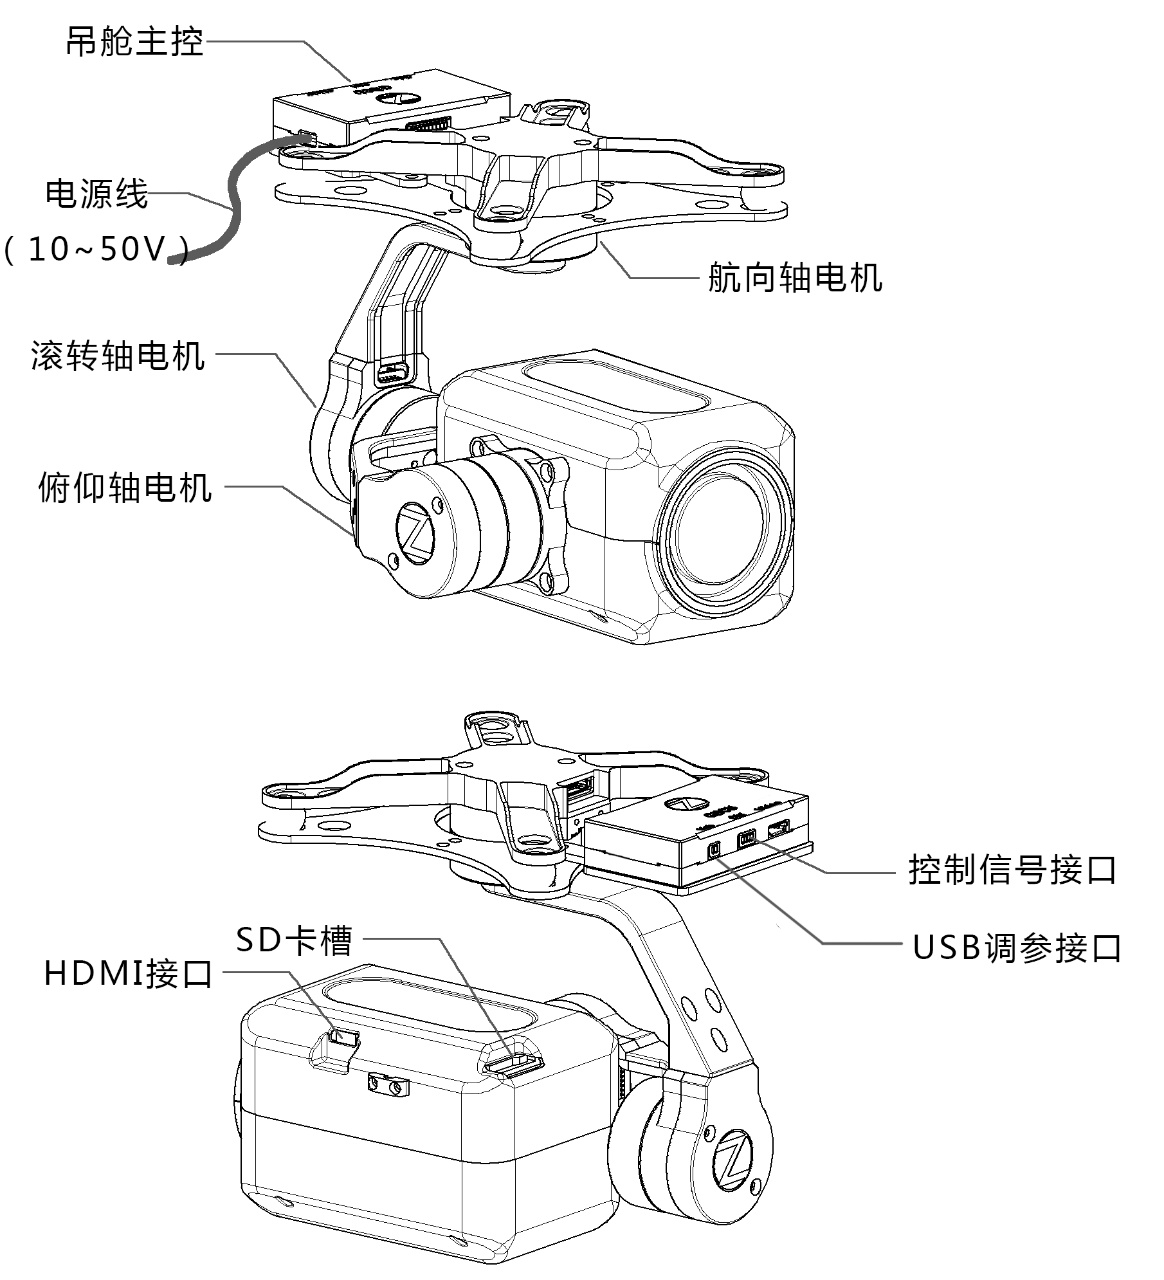 吊舱主控
电源线
(10~50V)
航向轴电机
滚转轴电机
俯仰轴电机
控制信号接口
SD卡槽
USB调参接口
HDMI接口